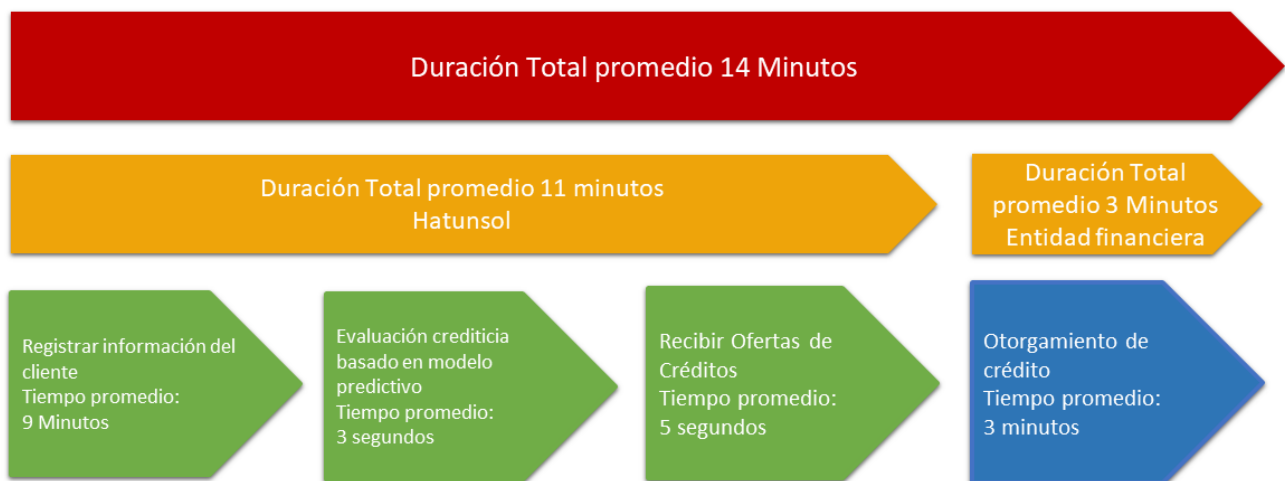 Duración Total promedio 14 Minutos
Duración Total promedio 11 minutos
Hatunsol
Duración Total
promedio 3 Minutos
Entidad financiera
Registrar información del
cliente
Tiempo promedio:
9 Minutos
Evaluación crediticia
basado en modelo
predictivo
Tiempo promedio:
3 segundos
Recibir Ofertas de
Créditos
Tiempo promedio:
5 segundos
Otorgamiento de
crédito
Tiempo promedio:
3 minutos